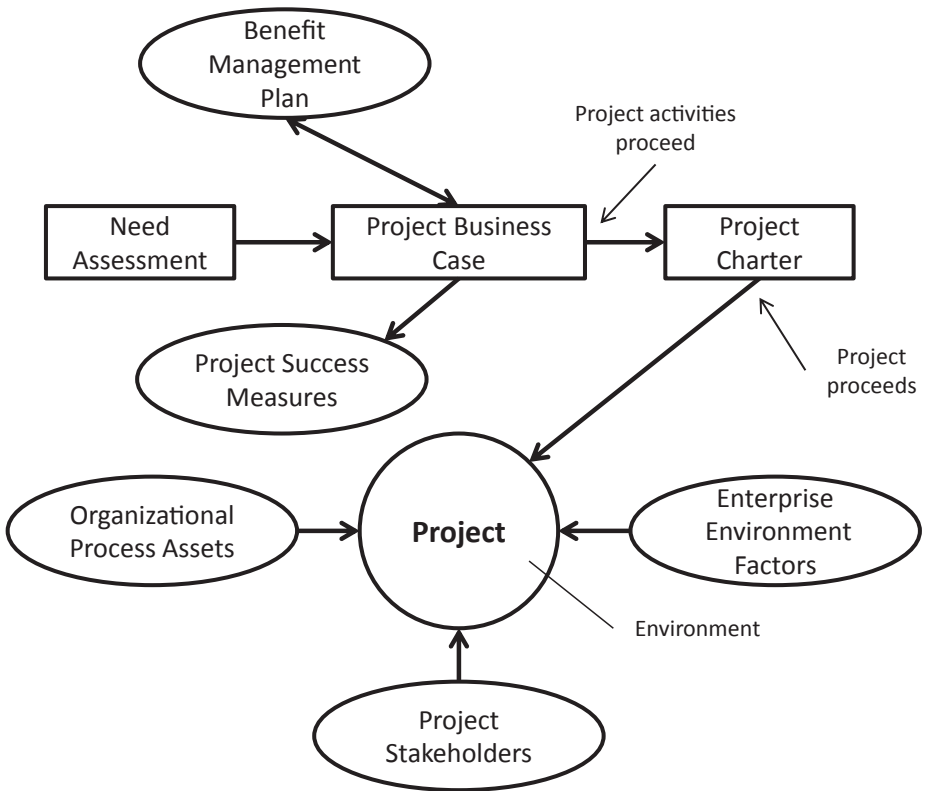 Benefit
Management
Plan
Project activities
proceed
Need
Assessment
Project Business
Case
Project
Charter
Project Success
Measures
Project
proceeds
Organizational
Process Assets
Project
Enterprise
Environment
Factors
Environment
Project
Stakeholders